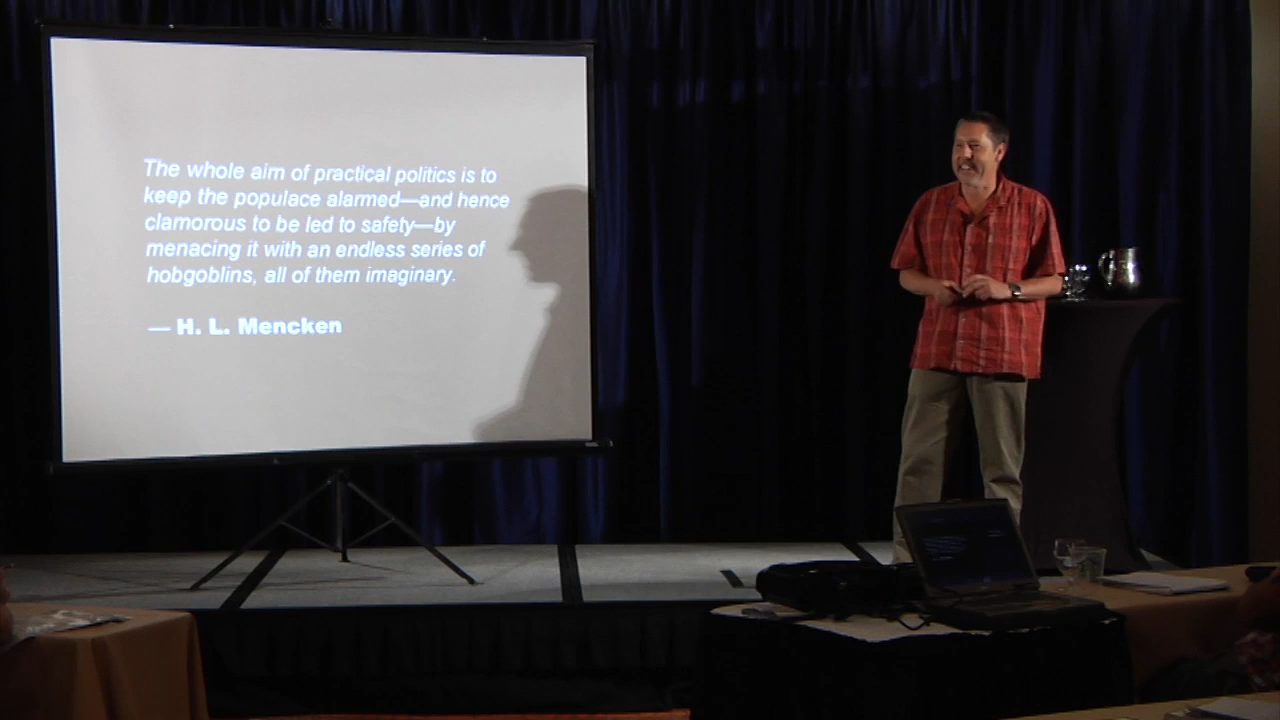 The whole aim of practical politics is to
keep the populace alarmed—and hence
clamorous to be led to safety—by
menacing it with an endless series of
hobgoblins, all of them imaginary.
— H. L. Mencken